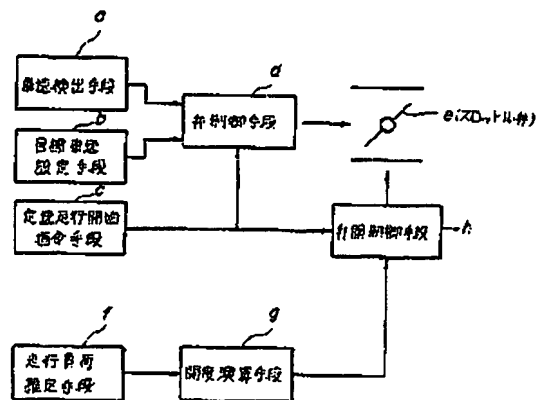 a
車速検出手段
b
目標車速
設定手段
c
定速走行開始
指令手段
d
弁制御手段
e(スロットル弁)
弁開制御手段
h
f
走行負荷
推定手段
g
開度演算手段